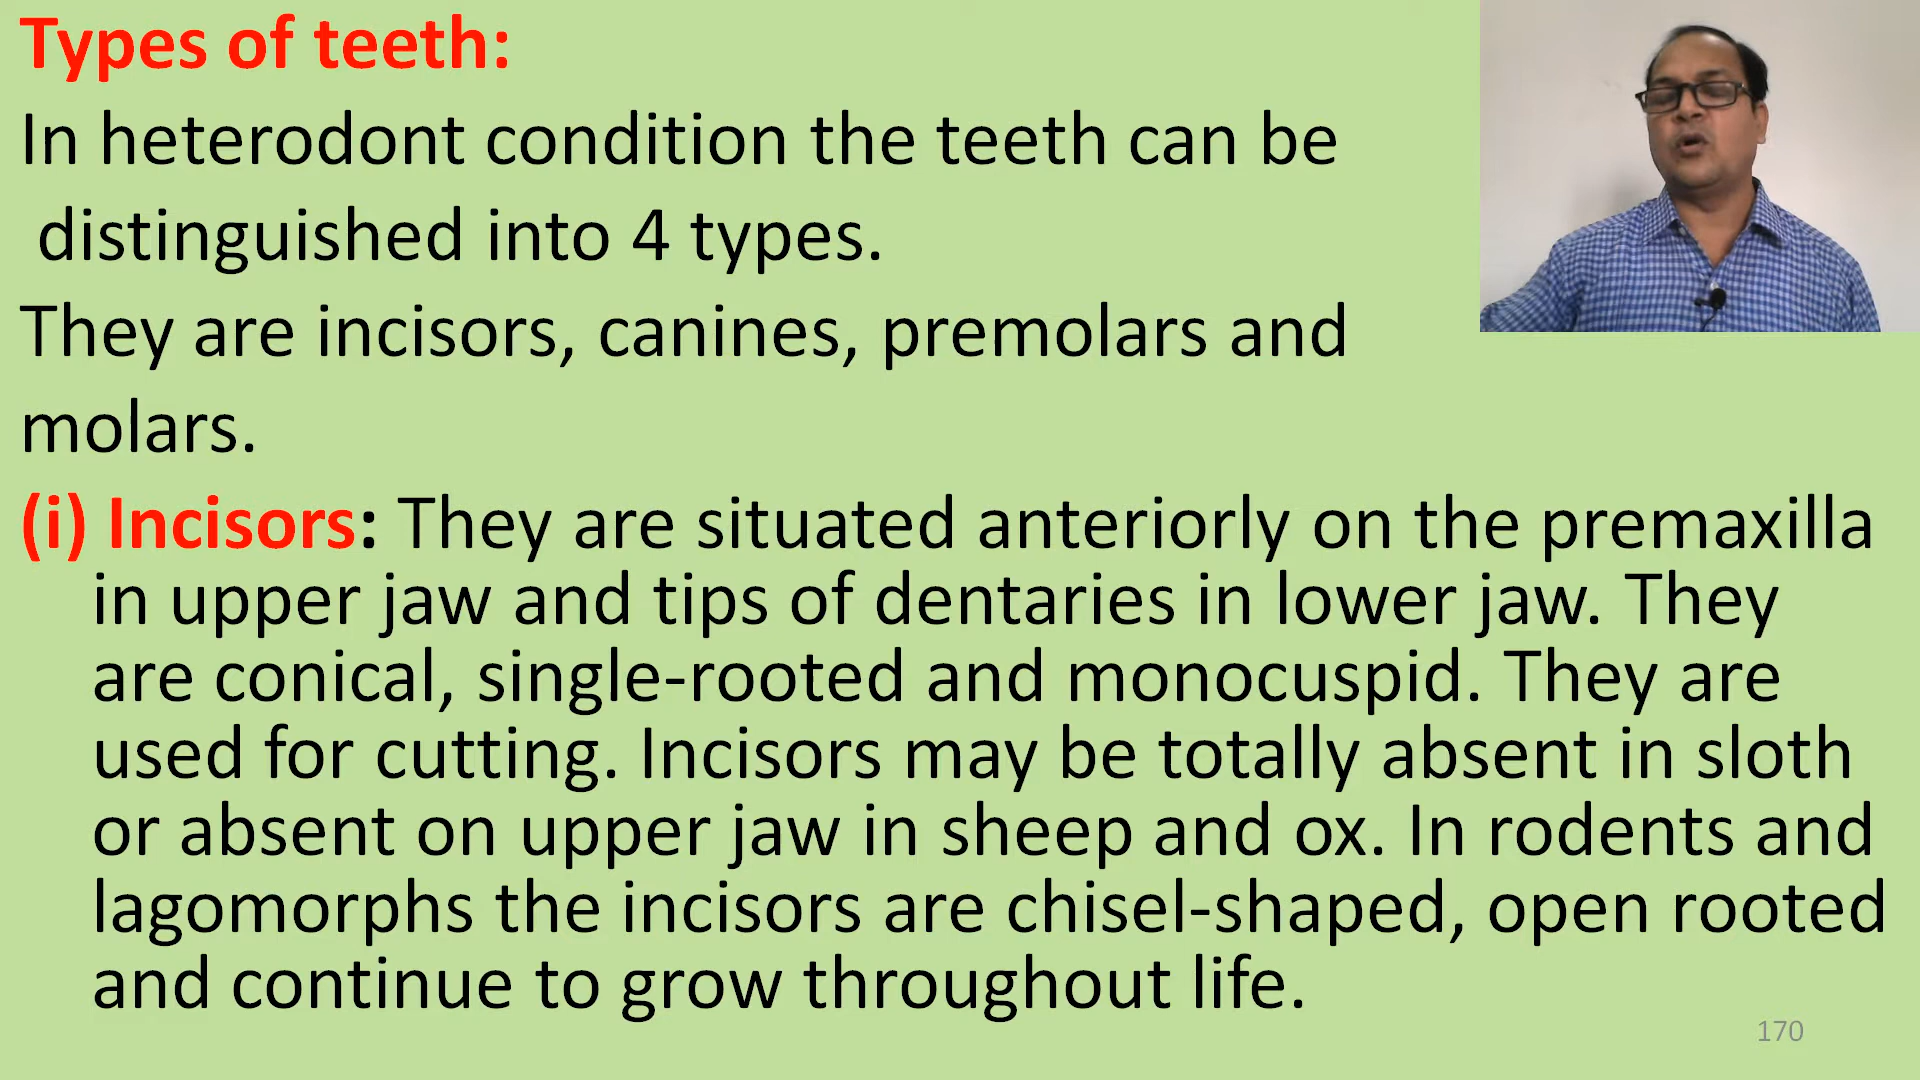 Types of teeth:
In heterodont condition the teeth can be
distinguished into 4 types.
They are incisors, canines, premolars and
molars.
(i) Incisors: They are situated anteriorly on the premaxilla
in upper jaw and tips of dentaries in lower jaw. They
are conical, single-rooted and monocuspid. They are
used for cutting. Incisors may be totally absent in sloth
or absent on upper jaw in sheep and ox. In rodents and
lagomorphs the incisors are chisel-shaped, open rooted
and continue to grow throughout life.
170